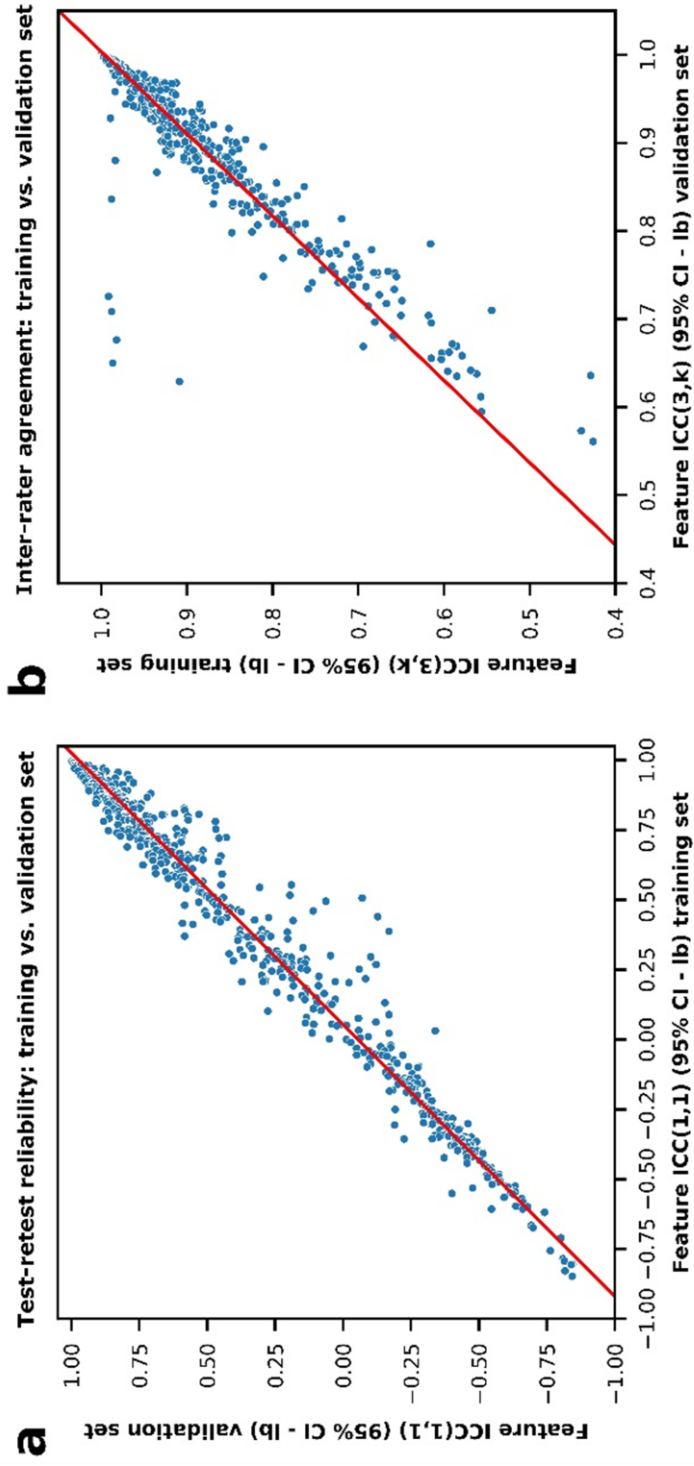 a
Test-retest reliability: training vs. validation set
Feature ICC(1,1) (95% CI - lb) validation set
1.00
0.75
0.50
0.25
0.00
−0.25
−0.50
−0.75
−1.00
−1.00 −0.75 −0.50 −0.25 0.00 0.25 0.50 0.75 1.00
Feature ICC(1,1) (95% CI - lb) training set
b
Inter-rater agreement: training vs. validation set
Feature ICC(3,k) (95% CI - lb) training set
1.0
0.9
0.8
0.7
0.6
0.5
0.4
0.4 0.5 0.6 0.7 0.8 0.9 1.0
Feature ICC(3,k) (95% CI - lb) validation set